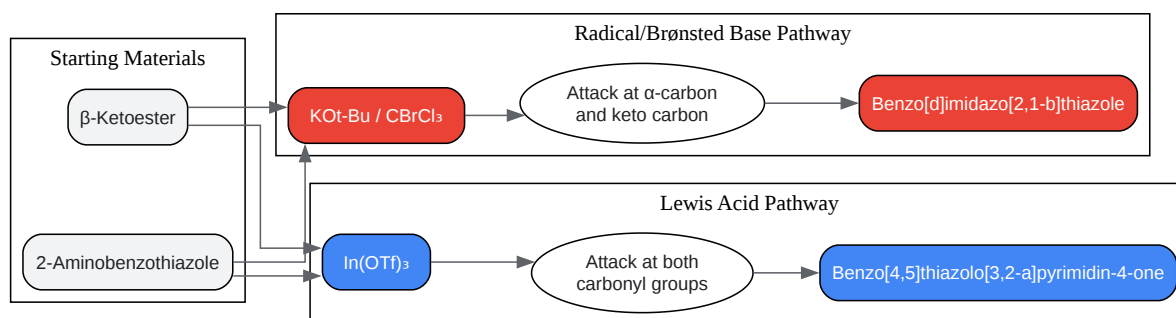 Radical/Brønsted Base Pathway
Starting Materials
β-Ketoester
KOt-Bu / CBrCl₃
Attack at α-carbon
and keto carbon
Benzo[d]imidazo[2,1-b]thiazole
Lewis Acid Pathway
2-Aminobenzothiazole
In(OTf)₃
Attack at both
carbonyl groups
Benzo[4,5]thiazolo[3,2-a]pyrimidin-4-one